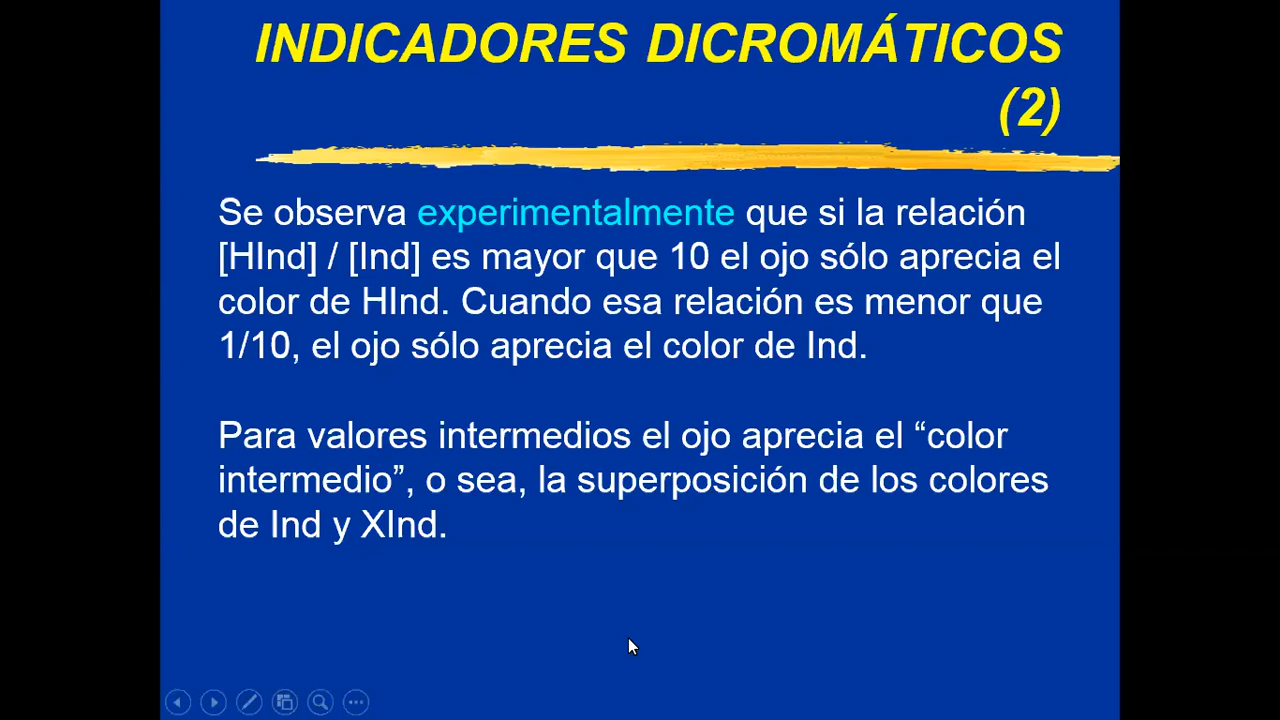 INDICADORES DICROMÁTICOS
(2)
Se observa experimentalmente que si la relación
[HInd] / [Ind] es mayor que 10 el ojo sólo aprecia el
color de HInd. Cuando esa relación es menor que
1/10, el ojo sólo aprecia el color de Ind.
Para valores intermedios el ojo aprecia el “color
intermedio”, o sea, la superposición de los colores
de Ind y XInd.